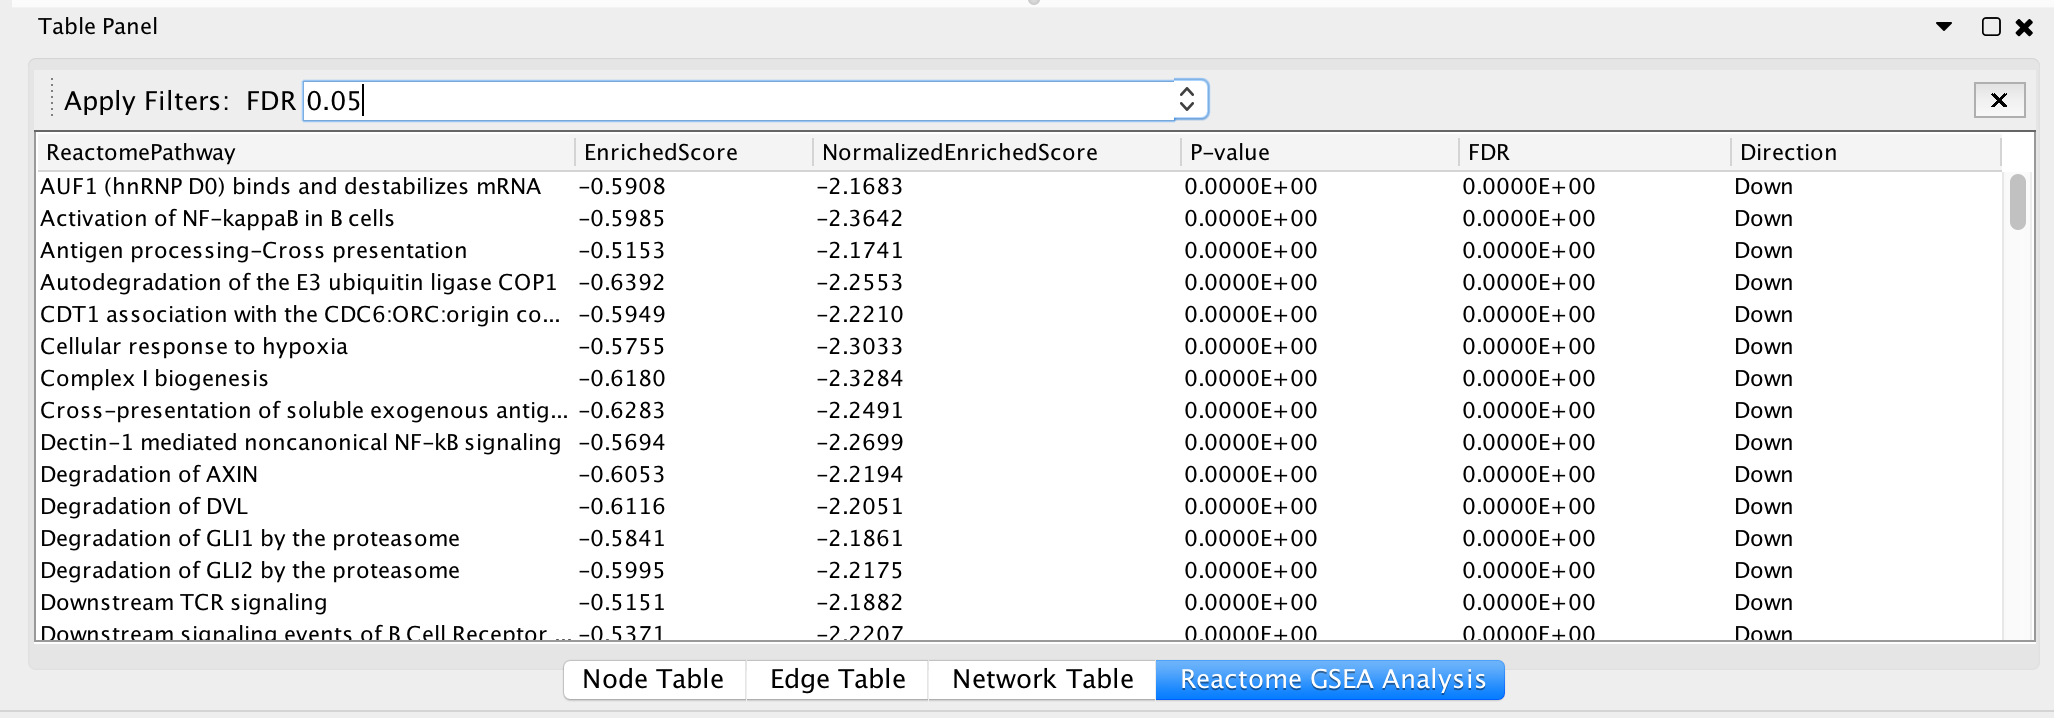 Table Panel
Apply Filters: FDR 0.05
ReactomePathway EnrichedScore NormalizedEnrichedScore P-value FDR Direction
AUF1 (hnRNP D0) binds and destabilizes mRNA -0.5908 -2.1683 0.0000E+00 0.0000E+00 Down
Activation of NF-kappaB in B cells -0.5985 -2.3642 0.0000E+00 0.0000E+00 Down
Antigen processing-Cross presentation -0.5153 -2.1741 0.0000E+00 0.0000E+00 Down
Autodegradation of the E3 ubiquitin ligase COP1 -0.6392 -2.2553 0.0000E+00 0.0000E+00 Down
CDT1 association with the CDC6:ORC:origin co... -0.5949 -2.2210 0.0000E+00 0.0000E+00 Down
Cellular response to hypoxia -0.5755 -2.3033 0.0000E+00 0.0000E+00 Down
Complex I biogenesis -0.6180 -2.3284 0.0000E+00 0.0000E+00 Down
Cross-presentation of soluble exogenous antig... -0.6283 -2.2491 0.0000E+00 0.0000E+00 Down
Dectin-1 mediated noncanonical NF-kB signaling -0.5694 -2.2699 0.0000E+00 0.0000E+00 Down
Degradation of AXIN -0.6053 -2.2194 0.0000E+00 0.0000E+00 Down
Degradation of DVL -0.6116 -2.2051 0.0000E+00 0.0000E+00 Down
Degradation of GLI1 by the proteasome -0.5841 -2.1861 0.0000E+00 0.0000E+00 Down
Degradation of GLI2 by the proteasome -0.5995 -2.2175 0.0000E+00 0.0000E+00 Down
Downstream TCR signaling -0.5151 -2.1882 0.0000E+00 0.0000E+00 Down
Downstream signaling events of B Cell Receptor ... -0.5371 -2.2207 0.0000E+00 0.0000E+00 Down
Node Table Edge Table Network Table Reactome GSEA Analysis